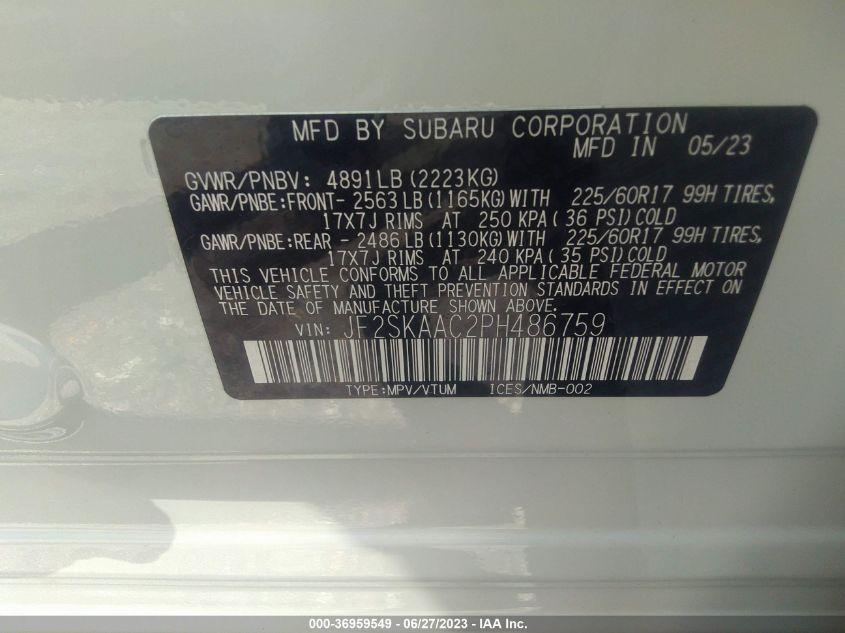 MFD BY SUBARU CORPORATION
MFD IN 05/23
GVWR/PNBV: 4891LB (2223KG)
GAWR/PNBE:FRONT- 2563 LB (1165KG)WITH 225/60R17 99H TIRES,
17X7J RIMS AT 250 KPA ( 36 PSI) COLD
GAWR/PNBE:REAR - 2486 LB (1130KG)WITH 225/60R17 99H TIRES,
17X7J RIMS AT 240 KPA ( 35 PSI) COLD
THIS VEHICLE CONFORMS TO ALL APPLICABLE FEDERAL MOTOR
VEHICLE SAFETY AND THEFT PREVENTION STANDARDS IN EFFECT ON
THE DATE OF MANUFACTURE SHOWN ABOVE.
VIN: JF2SKAAC2PH486759
TYPE:MPV/VTUM ICES/NMB-002
000-36959549 - 06/27/2023 - IAA Inc.